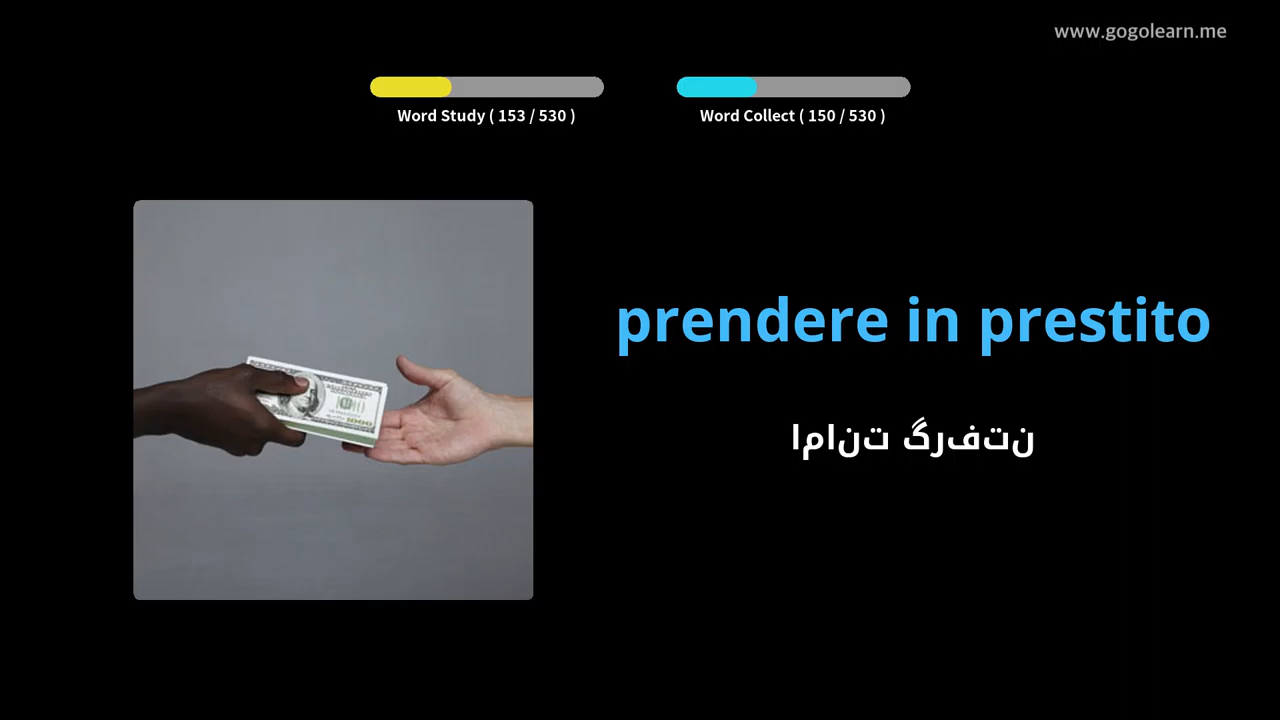 www.gogolearn.me
Word Study ( 153 / 530 )
Word Collect ( 150 / 530 )
prendere in prestito
امانت گرفتن